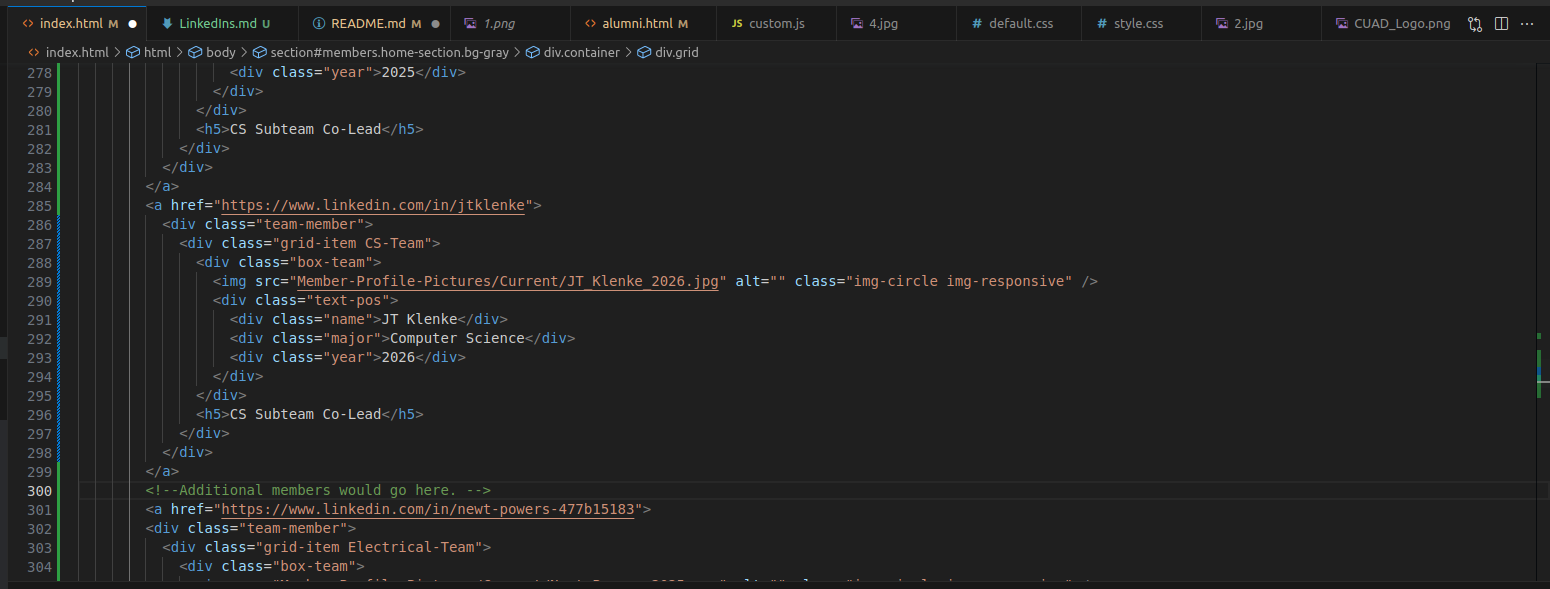 index.html M
LinkedIns.md U
README.md M
1.png
alumni.html M
JS custom.js
4.jpg
# default.css
# style.css
2.jpg
CUAD_Logo.png
index.html > html > body > section#members.home-section.bg-gray > div.container > div.grid
278 <div class="year">2025</div>
279 </div>
280 </div>
281 <h5>CS Subteam Co-Lead</h5>
282 </div>
283 </div>
284 </a>
285 <a href="https://www.linkedin.com/in/jtklenke">
286 <div class="team-member">
287 <div class="grid-item CS-Team">
288 <div class="box-team">
289 <img src="Member-Profile-Pictures/Current/JT_Klenke_2026.jpg" alt="" class="img-circle img-responsive" />
290 <div class="text-pos">
291 <div class="name">JT Klenke</div>
292 <div class="major">Computer Science</div>
293 <div class="year">2026</div>
294 </div>
295 </div>
296 <h5>CS Subteam Co-Lead</h5>
297 </div>
298 </div>
299 </a>
300 <!--Additional members would go here. -->
301 <a href="https://www.linkedin.com/in/newt-powers-477b15183">
302 <div class="team-member">
303 <div class="grid-item Electrical-Team">
304 <div class="box-team">